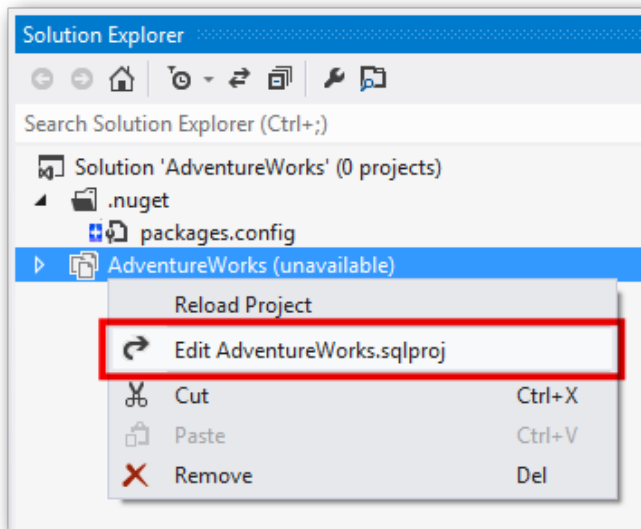 Solution Explorer
Search Solution Explorer (Ctrl+;)
Solution 'AdventureWorks' (0 projects)
.nuget
packages.config
AdventureWorks (unavailable)
Reload Project
Edit AdventureWorks.sqlproj
Cut Ctrl+X
Paste Ctrl+V
Remove Del